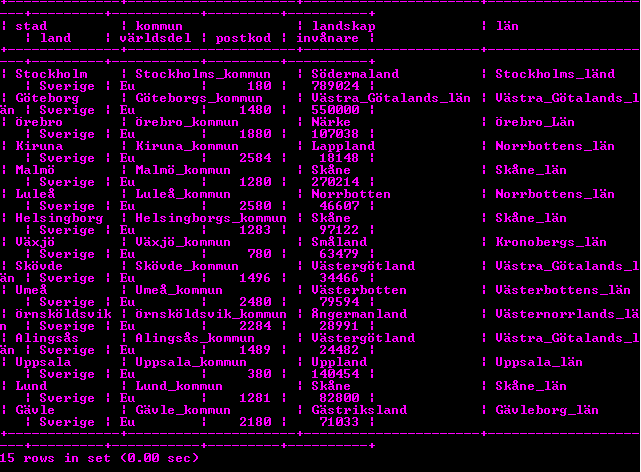 | stad | kommun | landskap | län
| land | världsdel | postkod | invånare |
| Stockholm | Stockholms_kommun | Södermaland | Stockholms_länd
| Sverige | Eu | 180 | 789024 |
| Göteborg | Göteborgs_kommun | Västra_Götalands_län | Västra_Götalands_l
än | Sverige | Eu | 1480 | 550000 |
| örebro | örebro_kommun | Närke | örebro_Län
| Sverige | Eu | 1880 | 107038 |
| Kiruna | Kiruna_kommun | Lappland | Norrbottens_län
| Sverige | Eu | 2584 | 18148 |
| Malmö | Malmö_kommun | Skåne | Skåne_län
| Sverige | Eu | 1280 | 270214 |
| Luleå | Luleå_kommun | Norrbotten | Norrbottens_län
| Sverige | Eu | 2580 | 46607 |
| Helsingborg | Helsingborgs_kommun | Skåne | Skåne_län
| Sverige | Eu | 1283 | 97122 |
| Växjö | Växjö_kommun | Småland | Kronobergs_län
| Sverige | Eu | 780 | 63479 |
| Skövde | Skövde_kommun | Västergötland | Västra_Götalands_l
än | Sverige | Eu | 1496 | 34466 |
| Umeå | Umeå_kommun | Västerbotten | Västerbottens_län
| Sverige | Eu | 2480 | 79594 |
| örnsköldsvik | örnsköldsvik_kommun | ångermanland | Västernorrlands_lä
n | Sverige | Eu | 2284 | 28991 |
| Alingsås | Alingsås_kommun | Västergötland | Västra_Götalands_l
än | Sverige | Eu | 1489 | 24482 |
| Uppsala | Uppsala_kommun | Uppland | Uppsala_län
| Sverige | Eu | 380 | 140454 |
| Lund | Lund_kommun | Skåne | Skåne_län
| Sverige | Eu | 1281 | 82800 |
| Gävle | Gävle_kommun | Gästriksland | Gävleborg_län
| Sverige | Eu | 2180 | 71033 |
15 rows in set (0.00 sec)